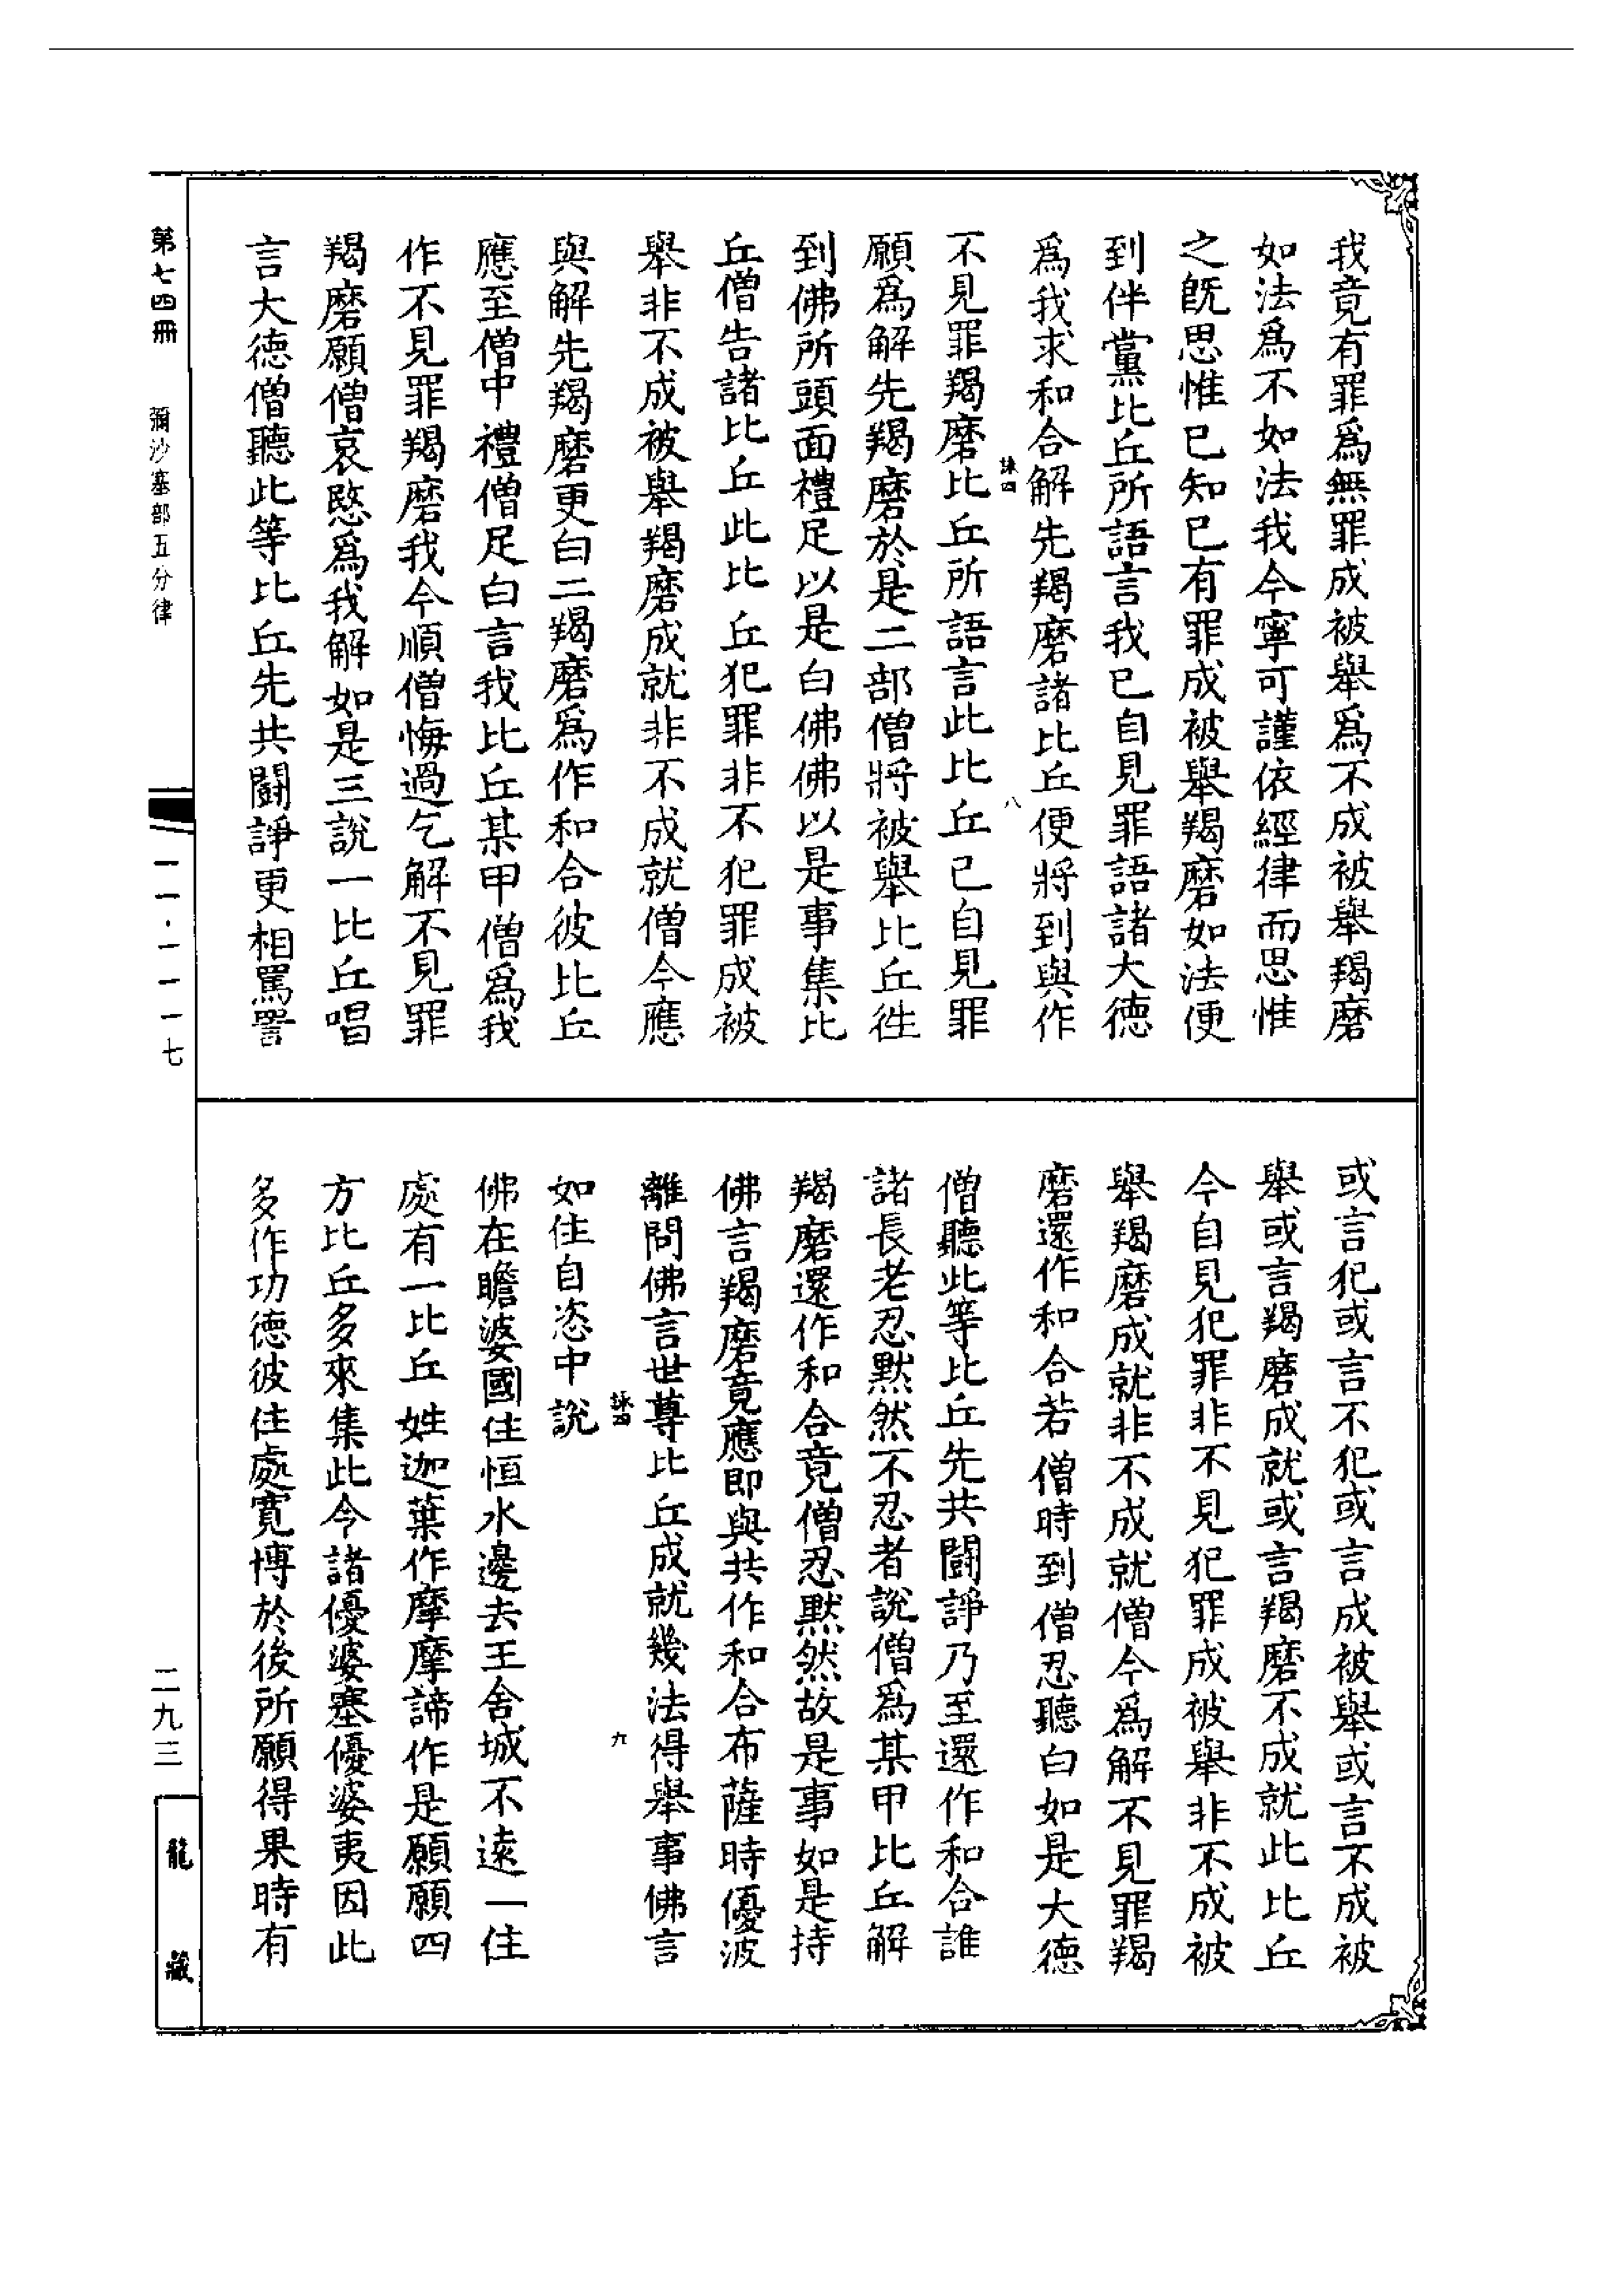 我竟有罪爲無罪成被舉爲不成被舉羯磨
如法爲不如法我今寧可謹依經律而思惟
之旣思惟已知已有罪成被舉羯磨如法便
到伴黨比丘所語言我已自見罪語諸大德
爲我求和合解先羯磨諸比丘便將到與作
詠四
八
不見罪羯磨比丘所語言此比丘已自見罪
願爲解先羯磨於是二部僧將被舉比丘徃
到佛所頭面禮足以是白佛佛以是事集比
丘僧告諸比丘此比丘犯罪非不犯罪成被
舉非不成被舉羯磨成就非不成就僧今應
與解先羯磨更白二羯磨爲作和合彼比丘
應至僧中禮僧足白言我比丘某甲僧爲我
作不見罪羯磨我今順僧悔過乞解不見罪
羯磨願僧哀愍爲我解如是三說一比丘唱
言大德僧聽此等比丘先共鬪諍更相罵詈
或言犯或言不犯或言成被舉或言不成被
舉或言羯磨成就或言羯磨不成就此比丘
今自見犯罪非不見犯罪成被舉非不成被
舉羯磨成就非不成就僧今爲解不見罪羯
磨還作和合若僧時到僧忍聽白如是大德
僧聽此等比丘先共鬪諍乃至還作和合誰
諸長老忍默然不忍者說僧爲某甲比丘解
羯磨還作和合竟僧忍默然故是事如是持
佛言羯磨竟應即與共作和合布薩時優波
離問佛言世尊比丘成就幾法得舉事佛言
詠四
九
如住自恣中說
佛在瞻婆國住恒水邊去王舍城不遠一住
處有一比丘姓迦葉作摩摩諦作是願願四
方比丘多來集此今諸優婆塞優婆夷因此
多作功德彼住處寛博於後所願得果時有
第七四冊
彌沙塞部五分律
一一·一一一七
二九三
龍藏